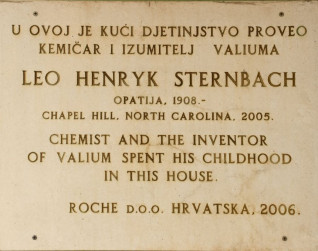 U OVOJ JE KUĆI DJETINJSTVO PROVEO
KEMIČAR I IZUMITELJ VALIUMA
LEO HENRYK STERNBACH
OPATIJA, 1908.-
CHAPEL HILL, NORTH CAROLINA, 2005.
CHEMIST AND THE INVENTOR
OF VALIUM SPENT HIS CHILDHOOD
IN THIS HOUSE.
ROCHE D.O.O. HRVATSKA, 2006.